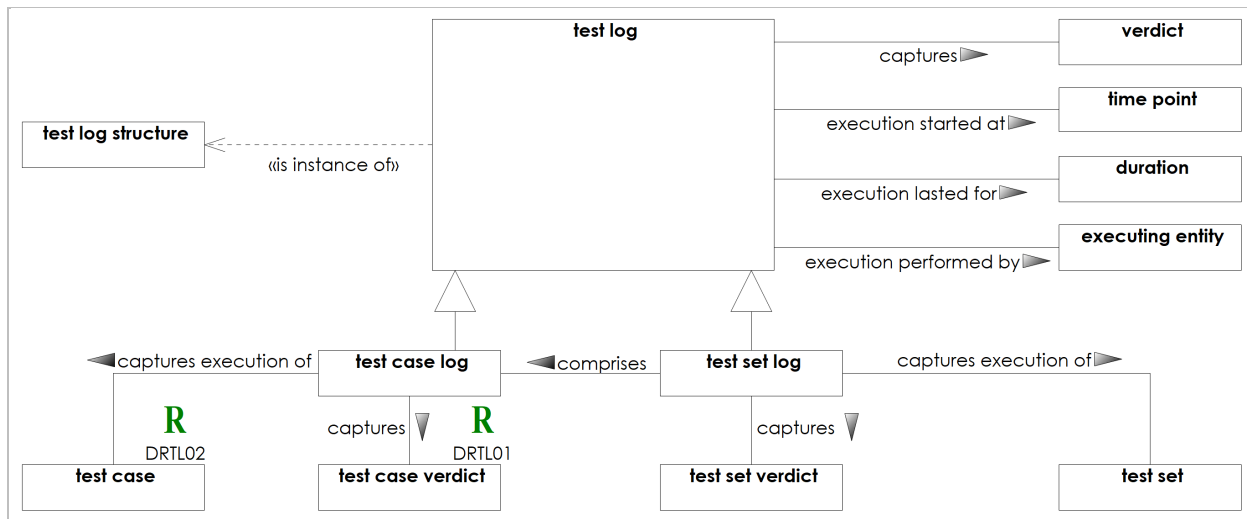 test log
verdict
captures
time point
execution started at
test log structure
«is instance of»
duration
execution lasted for
executing entity
execution performed by
captures execution of
test case log
comprises
test set log
captures execution of
R
DRTL02
captures
R
DRTL01
captures
test case
test case verdict
test set verdict
test set